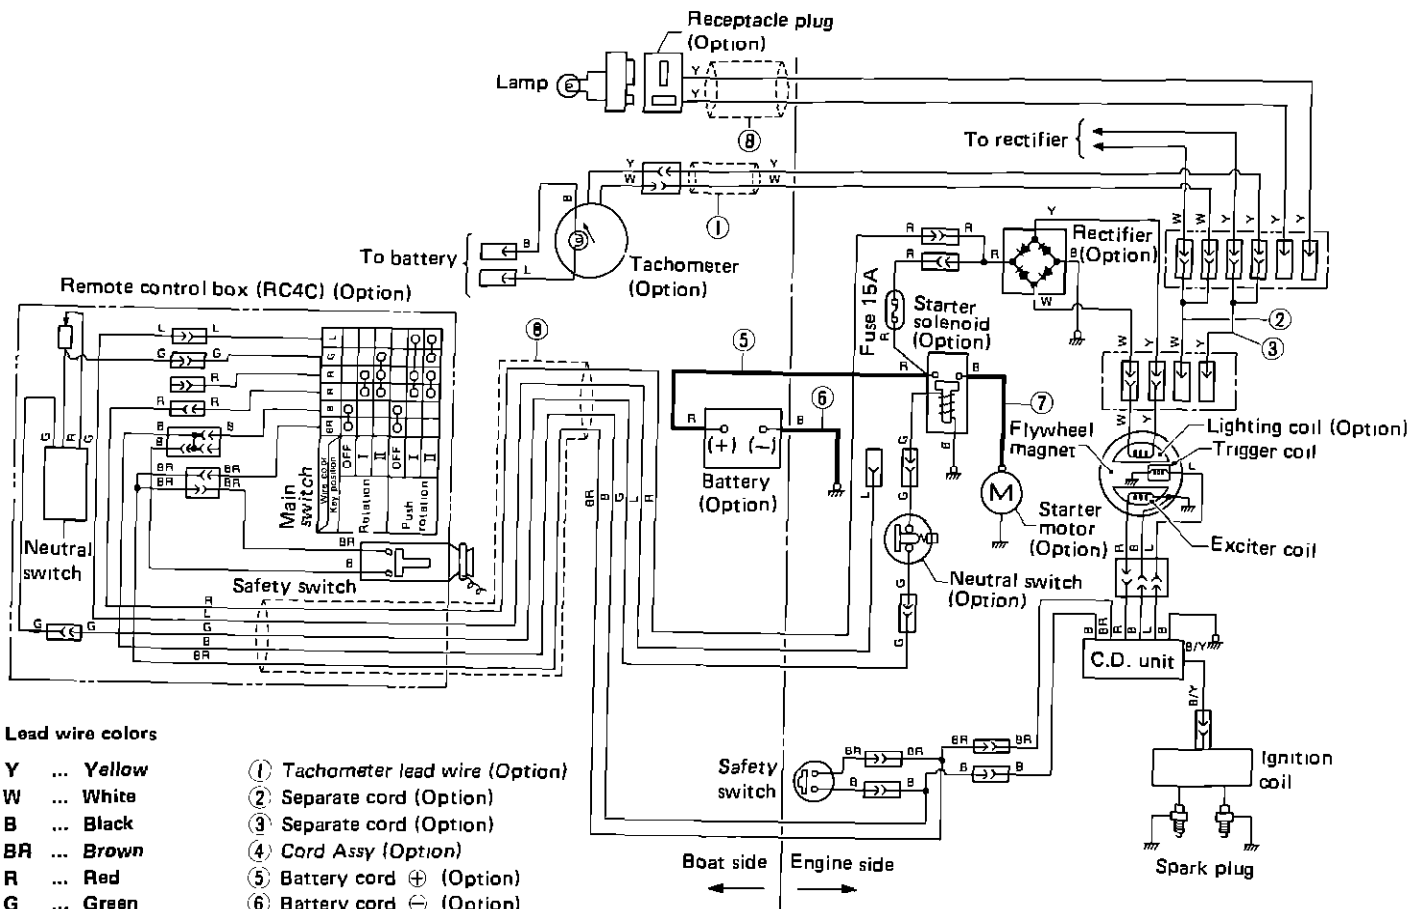 Receptacle plug
(Option)
Lamp
Y
Y
8
To rectifier
Y
W
Y
W
Y
W
1
B
B
L
To battery
Tachometer
(Option)
R
R
R
R
R
Y
B
W
Rectifier
(Option)
W
W
Y
Y
Y
Y
Fuse 15A
R
Starter
solenoid
(Option)
2
3
Remote control box (RC4C) (Option)
L
L
G
G
R
R
R
B
B
B
BR
BR
BR
G
R
G
L
G
R
R
B
BR
Wire color
Key position
OFF
I
II
OFF
I
II
Rotation
Push
rotation
Main
switch
8
5
R
B
7
6
R
(+)
(−)
B
Battery
(Option)
G
B
W
Y
W
Y
W
Y
Flywheel
magnet
Lighting coil (Option)
Trigger coil
L
M
Starter
motor
(Option)
Exciter coil
R
B
L
Neutral
switch
BR
B
Safety switch
BR
B
G
L
R
L
G
Neutral switch
(Option)
G
G
R
L
G
B
BR
G
G
B
BR
R
B
L
B
C.D. unit
B/Y
B/Y
Safety
switch
BR
BR
B
B
BR
BR
B
B
Ignition
coil
Spark plug
Boat side
Engine side
Lead wire colors
Y ... Yellow
W ... White
B ... Black
BR ... Brown
R ... Red
G ... Green
1 Tachometer lead wire (Option)
2 Separate cord (Option)
3 Separate cord (Option)
4 Cord Assy (Option)
5 Battery cord ⊕ (Option)
6 Battery cord ⊖ (Option)